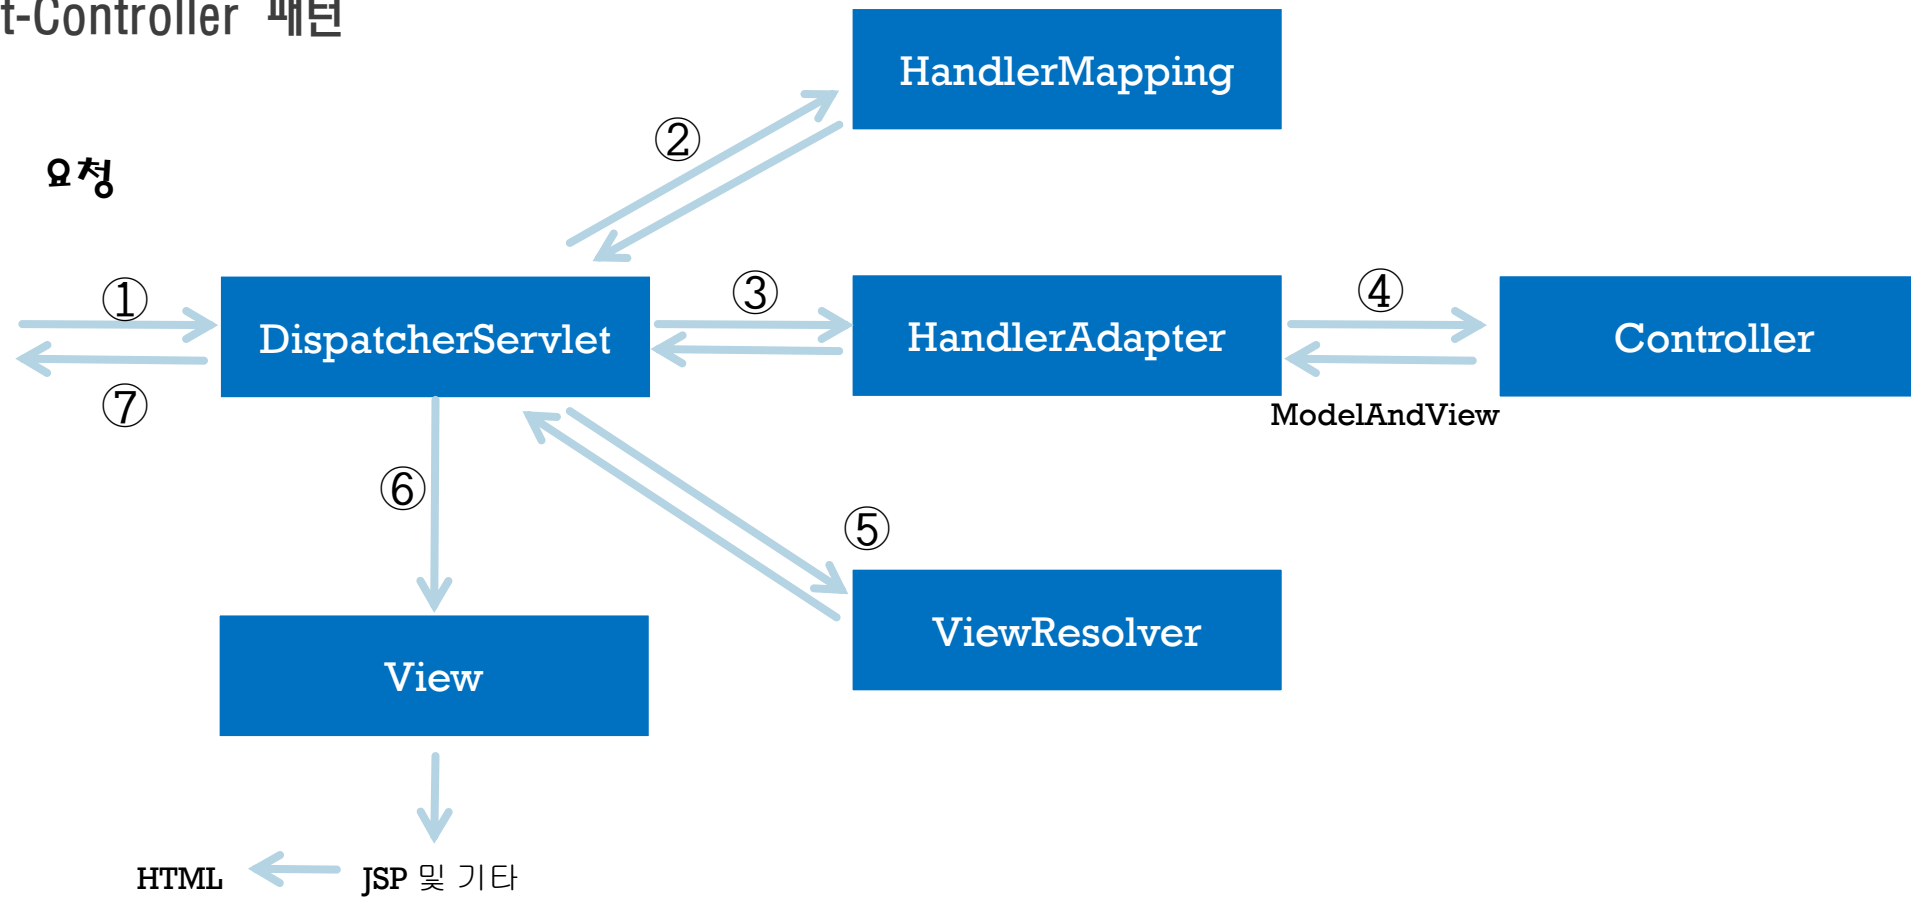 t-Controller 패턴
HandlerMapping
②
요청
①
DispatcherServlet
③
HandlerAdapter
④
Controller
⑦
ModelAndView
⑥
⑤
ViewResolver
View
HTML
JSP 및 기타